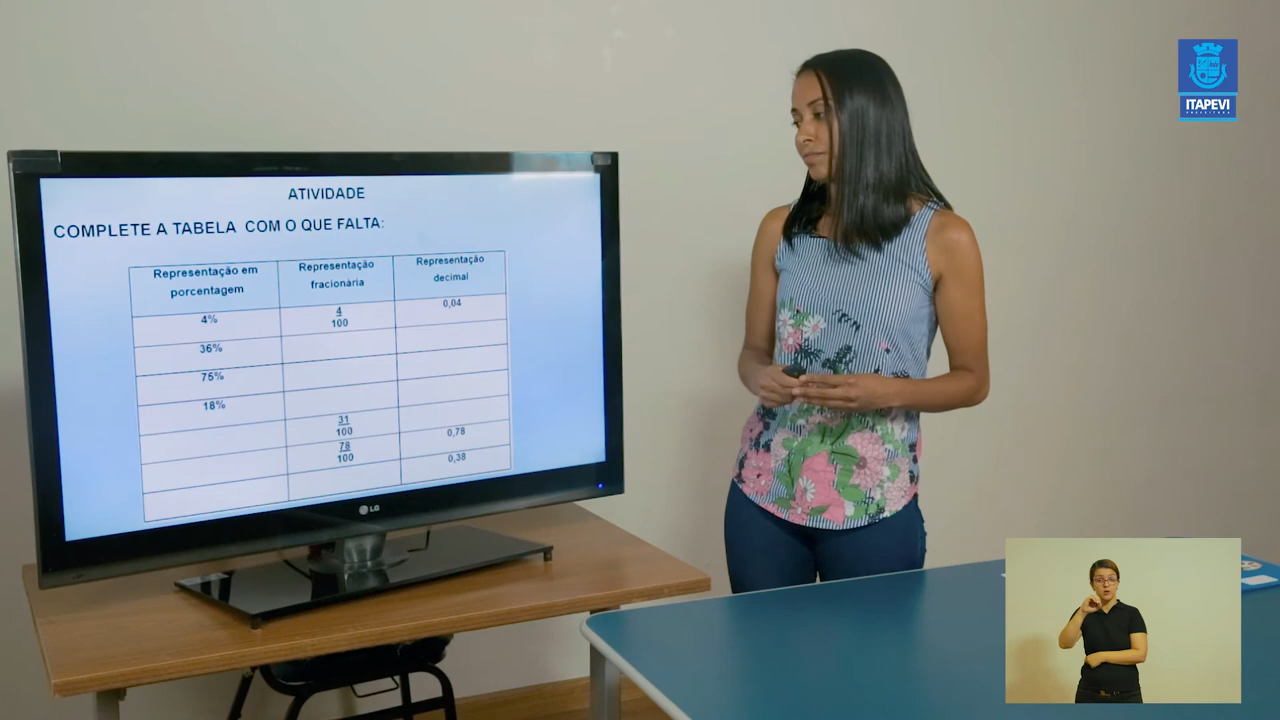 ATIVIDADE
COMPLETE A TABELA COM O QUE FALTA:
Representação em porcentagem
Representação fracionária
Representação decimal
4%
4
100
0,04
36%
75%
18%
31
100
78
100
0,78
0,38
LG
ITAPEVI
PREFEITURA